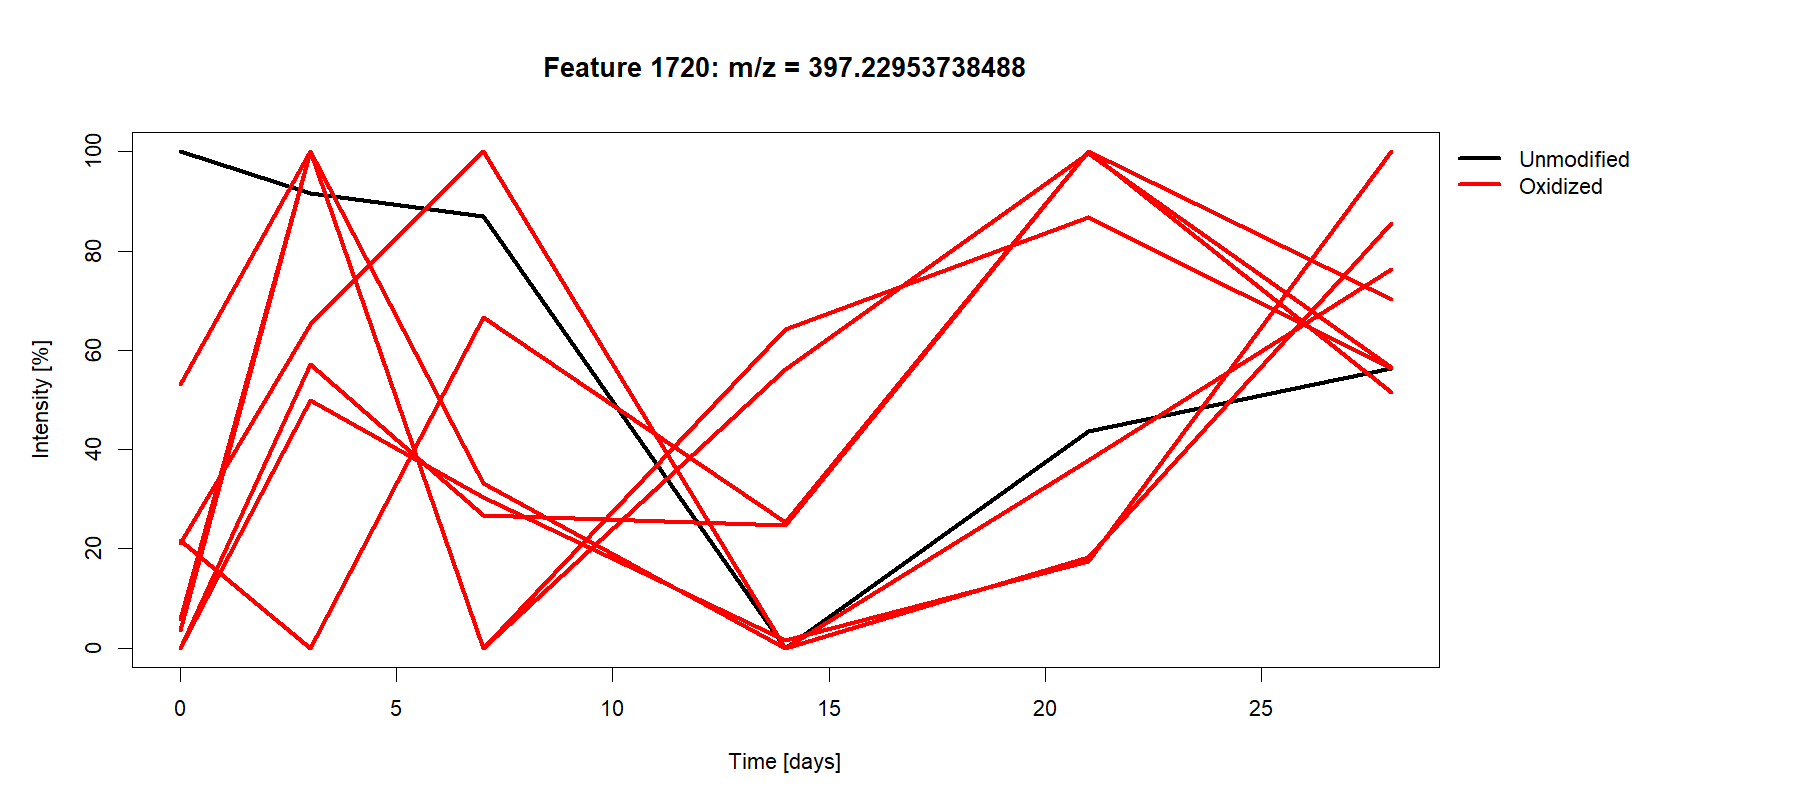 Feature 1720: m/z = 397.22953738488
Unmodified
Oxidized
100
80
60
40
20
0
Intensity [%]
0 5 10 15 20 25
Time [days]